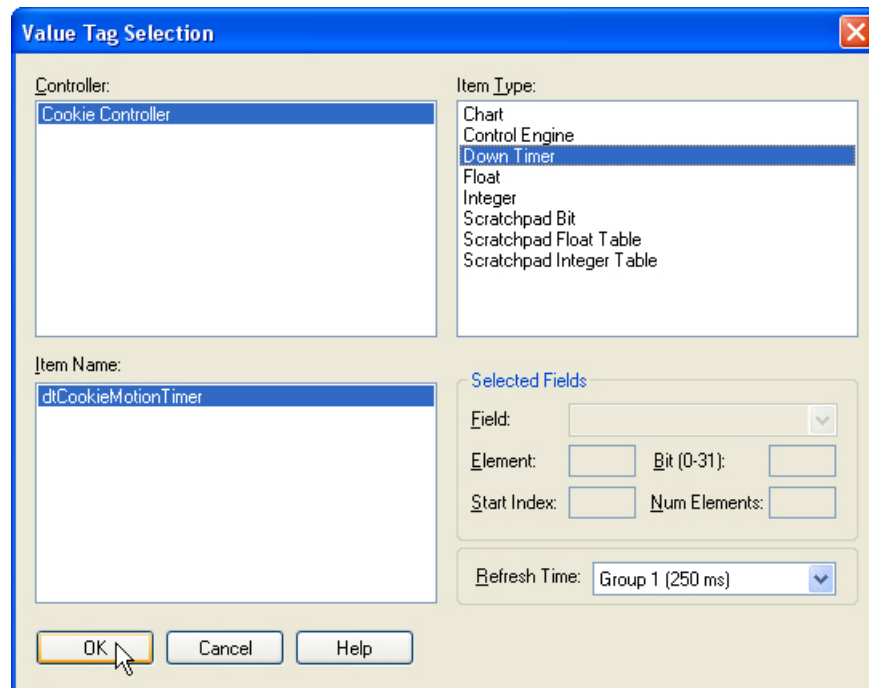 Value Tag Selection
Controller:
Cookie Controller
Item Type:
Chart
Control Engine
Down Timer
Float
Integer
Scratchpad Bit
Scratchpad Float Table
Scratchpad Integer Table
Item Name:
dtCookieMotionTimer
Selected Fields
Field:
Element: Bit (0-31):
Start Index: Num Elements:
Refresh Time: Group 1 (250 ms)
OK Cancel Help